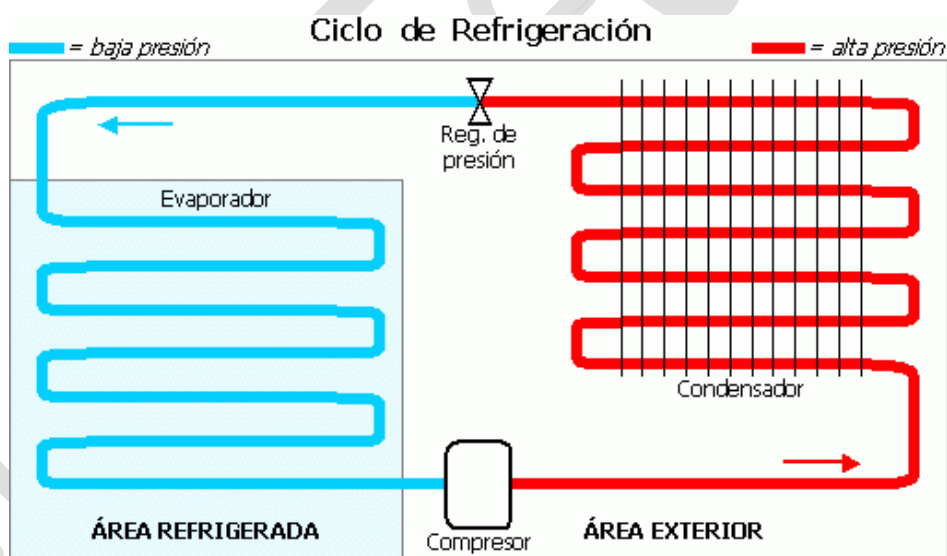 Ciclo de Refrigeración
= baja presión
= alta presión
Reg. de
presión
Evaporador
Condensador
ÁREA REFRIGERADA
Compresor
ÁREA EXTERIOR